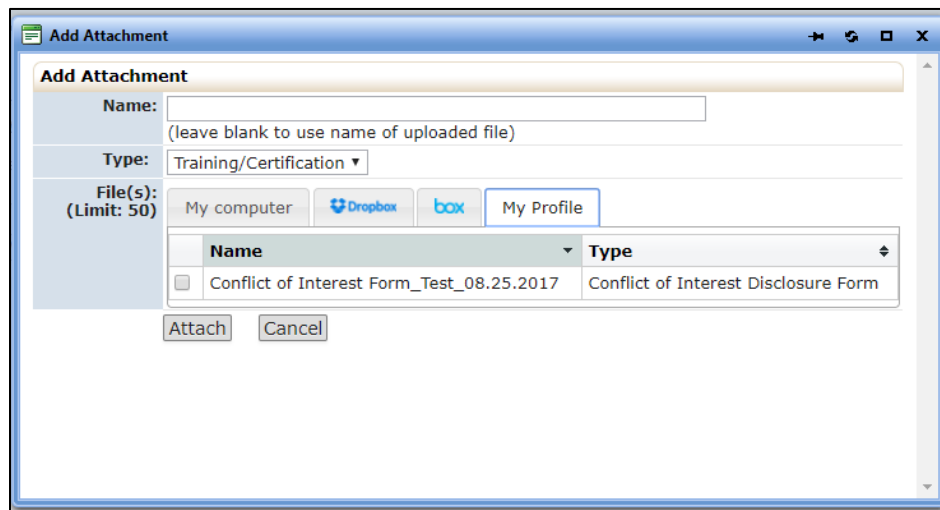 Add Attachment
Add Attachment
Name:
(leave blank to use name of uploaded file)
Type: Training/Certification
File(s): (Limit: 50)
My computer Dropbox box My Profile
Name Type
Conflict of Interest Form_Test_08.25.2017 Conflict of Interest Disclosure Form
Attach Cancel